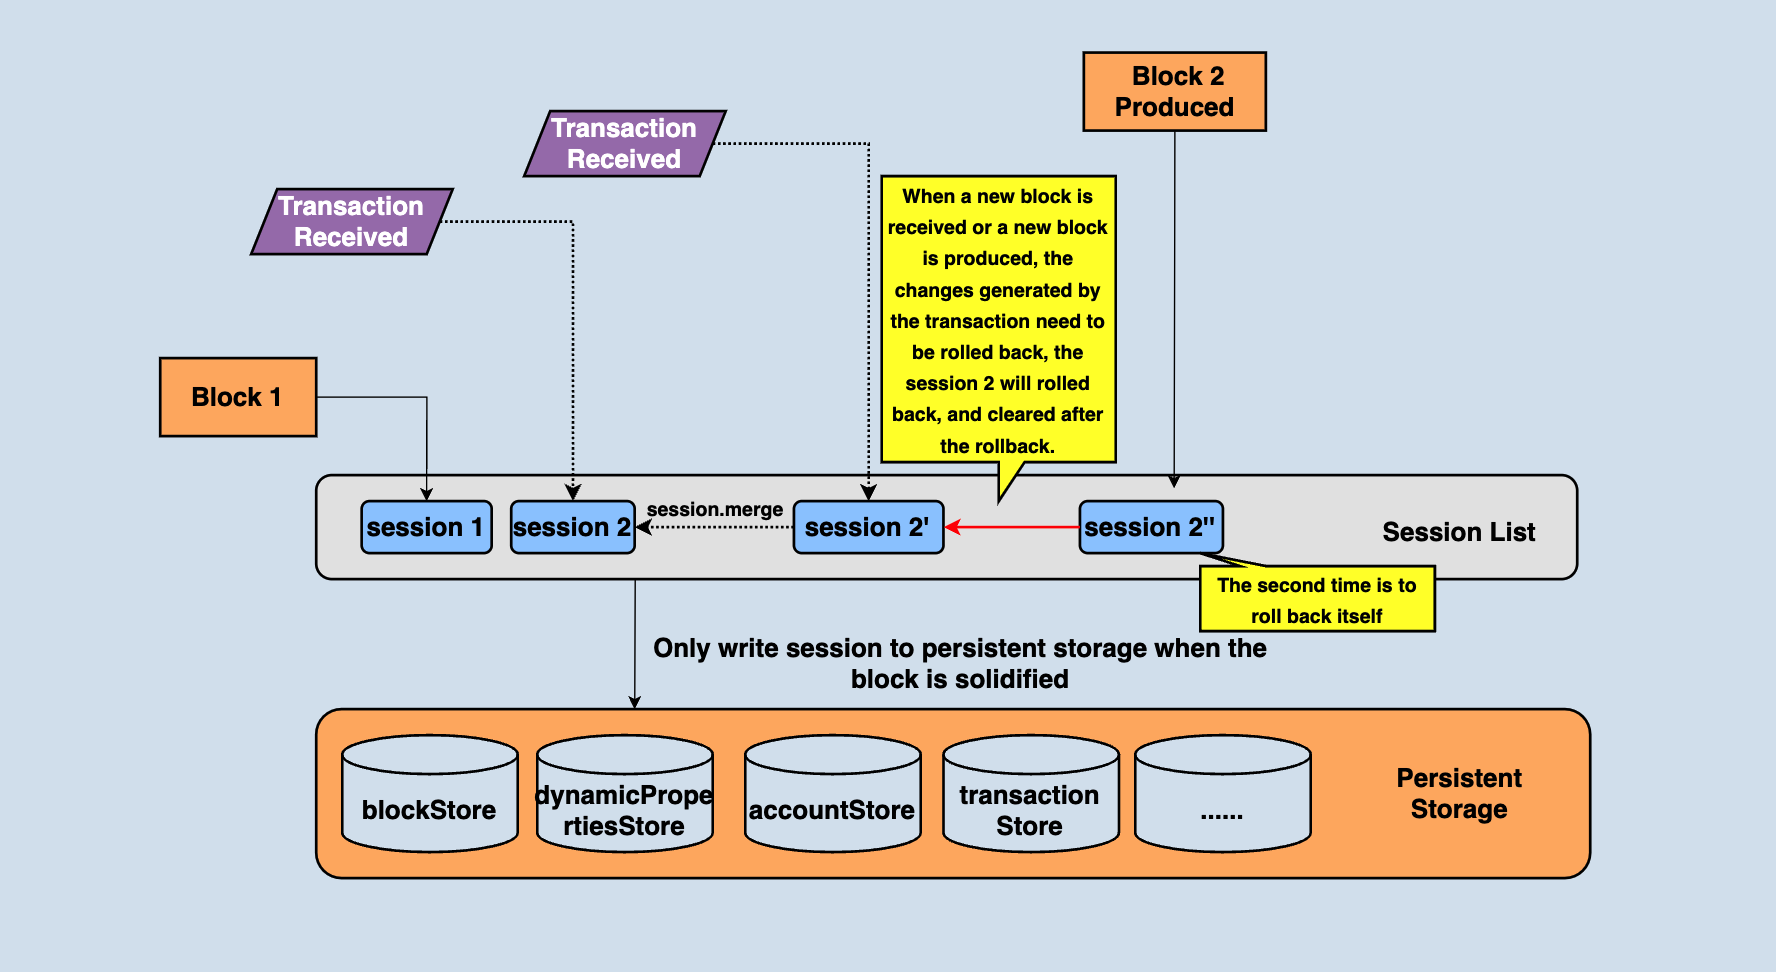 Block 2
Produced
Transaction
Received
Transaction
Received
When a new block is
received or a new block
is produced, the
changes generated by
the transaction need to
be rolled back, the
session 2 will rolled
back, and cleared after
the rollback.
Block 1
session 1
session 2
session.merge
session 2'
session 2''
Session List
The second time is to
roll back itself
Only write session to persistent storage when the
block is solidified
blockStore
dynamicPrope
rtiesStore
accountStore
transaction
Store
......
Persistent
Storage